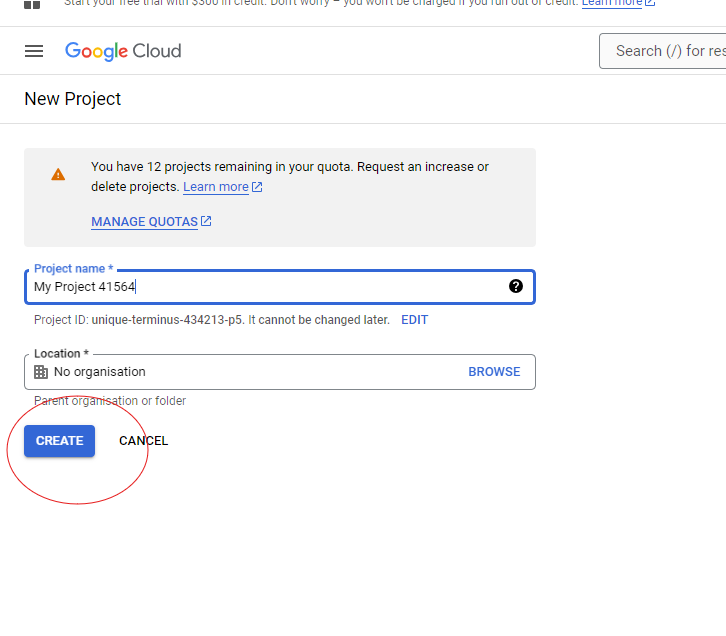 Start your free trial with $300 in credit. Don't worry – you won't be charged if you run out of credit. Learn more
Google Cloud
Search (/) for res
New Project
You have 12 projects remaining in your quota. Request an increase or
delete projects. Learn more
MANAGE QUOTAS
Project name *
My Project 41564
Project ID: unique-terminus-434213-p5. It cannot be changed later. EDIT
Location *
No organisation BROWSE
Parent organisation or folder
CREATE CANCEL